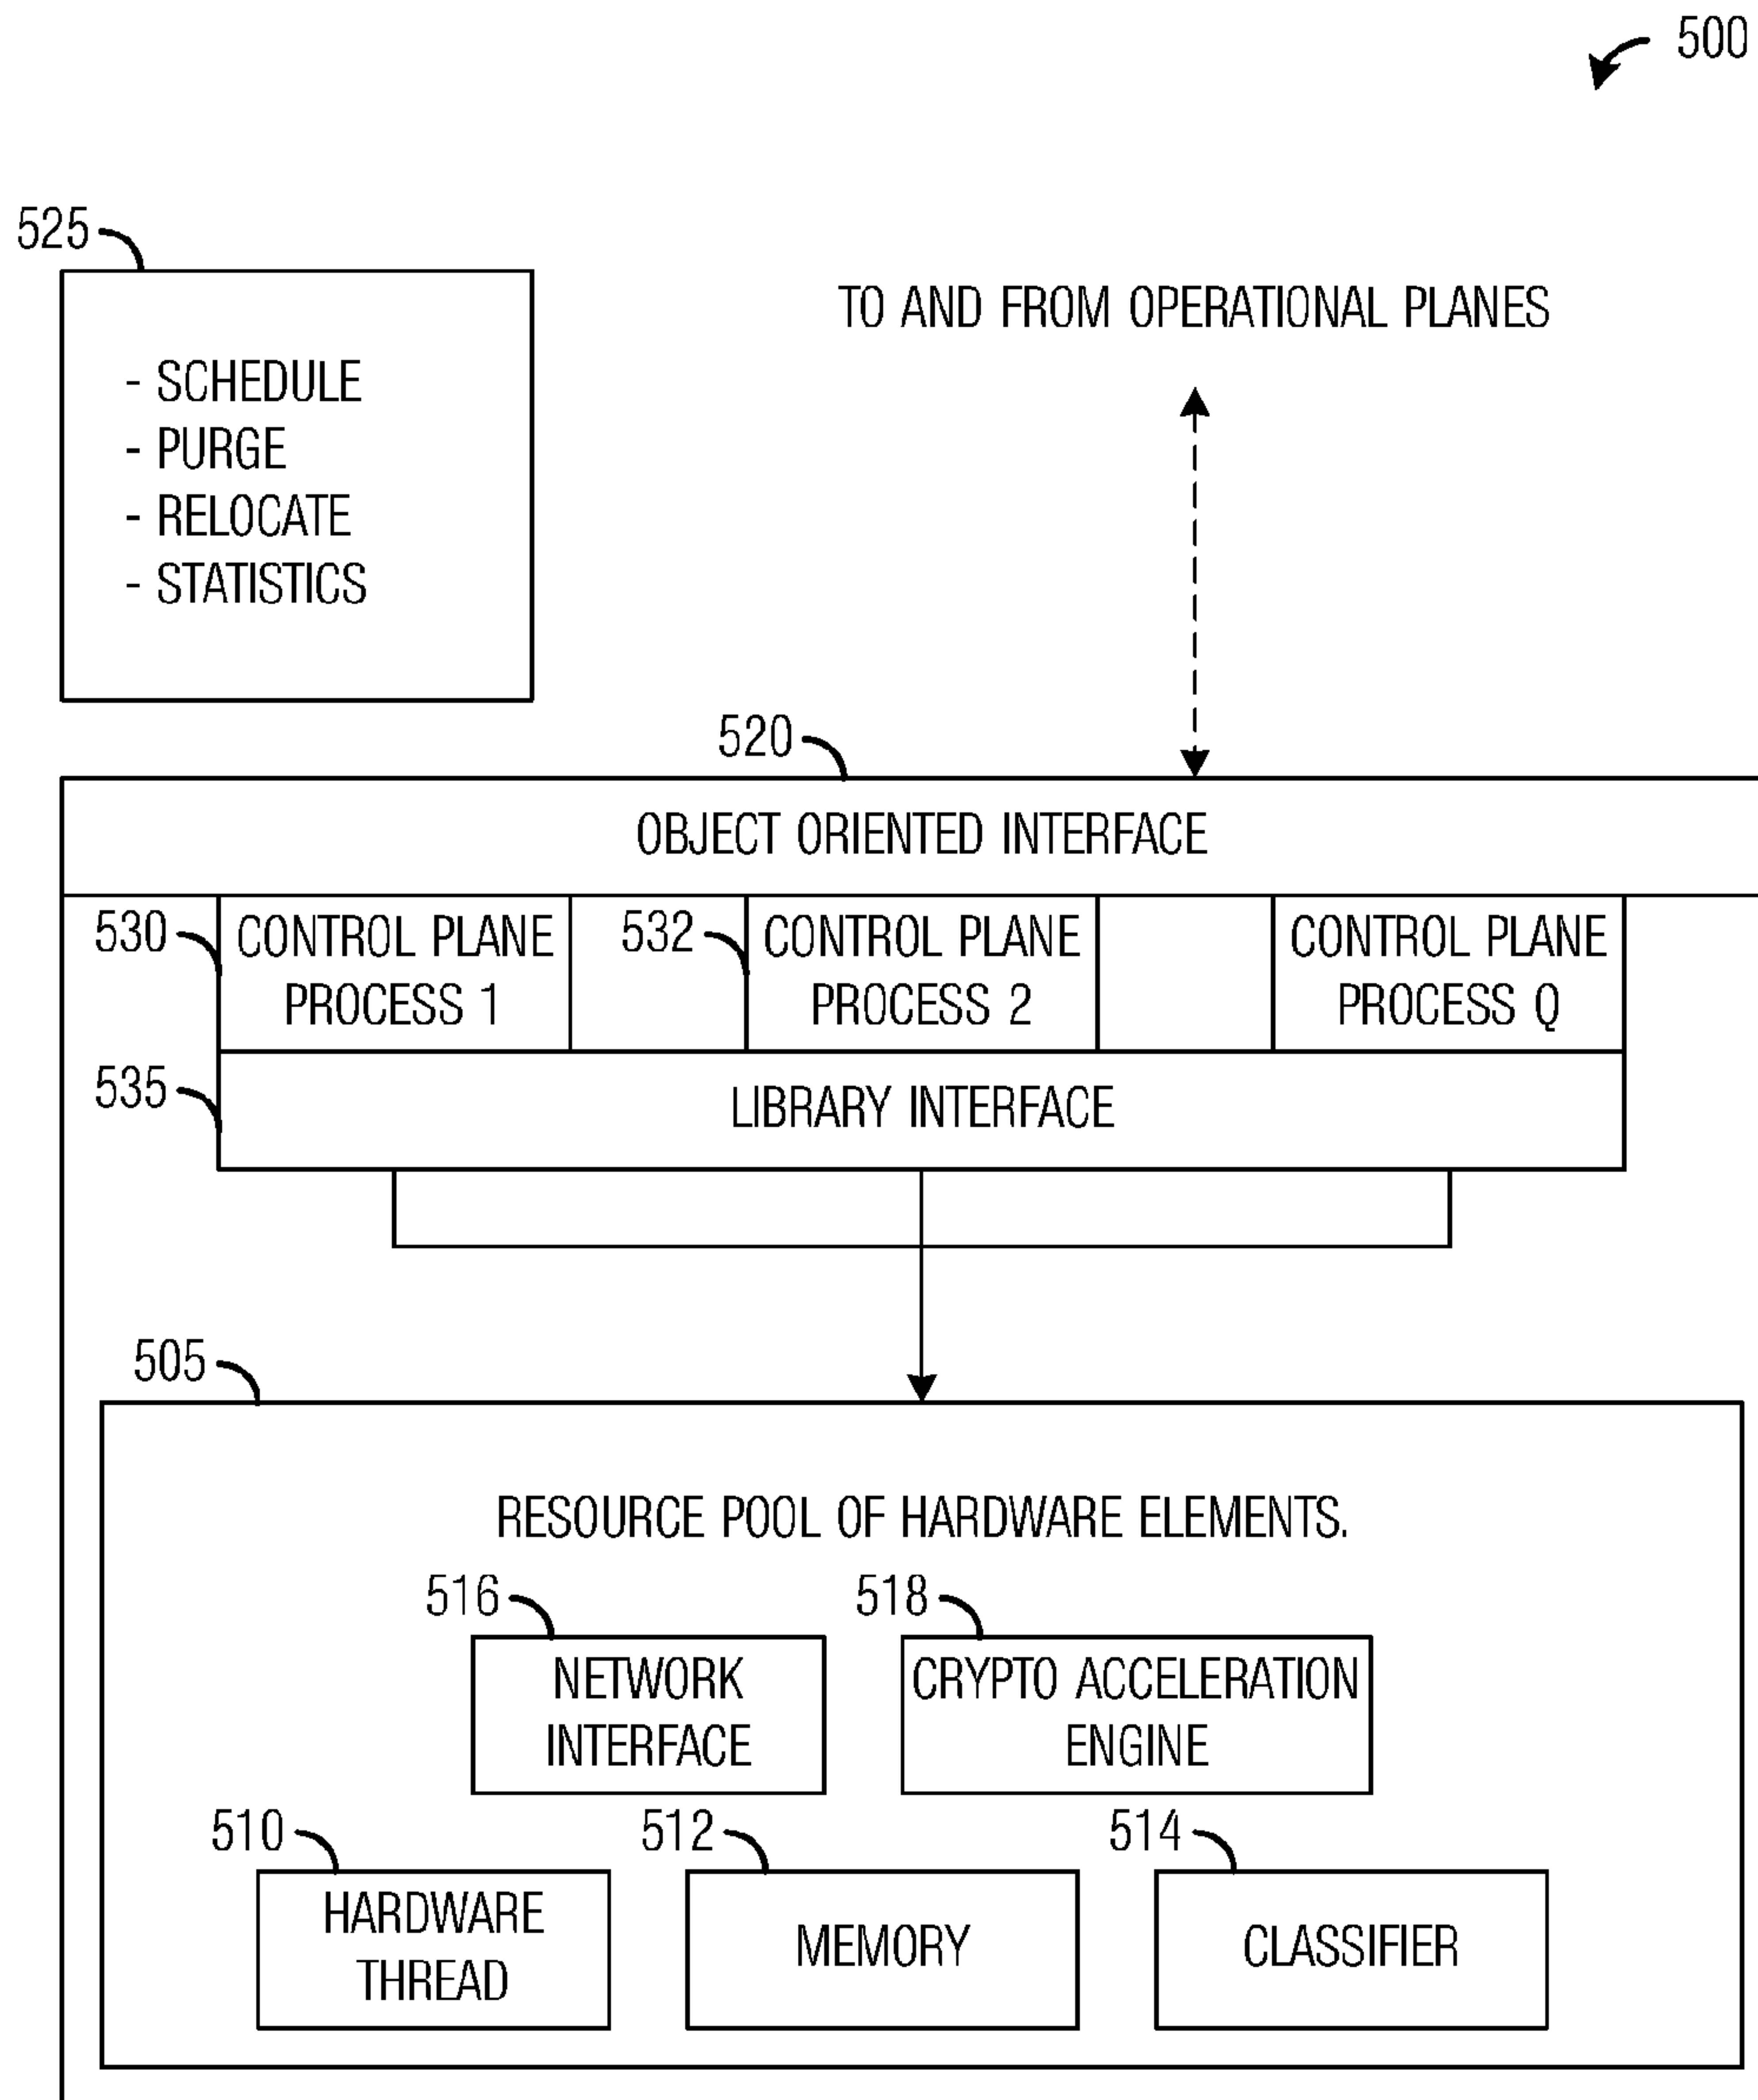 500
525
- SCHEDULE
- PURGE
- RELOCATE
- STATISTICS
TO AND FROM OPERATIONAL PLANES
520
OBJECT ORIENTED INTERFACE
530
CONTROL PLANE
PROCESS 1
532
CONTROL PLANE
PROCESS 2
CONTROL PLANE
PROCESS Q
535
LIBRARY INTERFACE
505
RESOURCE POOL OF HARDWARE ELEMENTS.
516
NETWORK
INTERFACE
518
CRYPTO ACCELERATION
ENGINE
510
HARDWARE
THREAD
512
MEMORY
514
CLASSIFIER